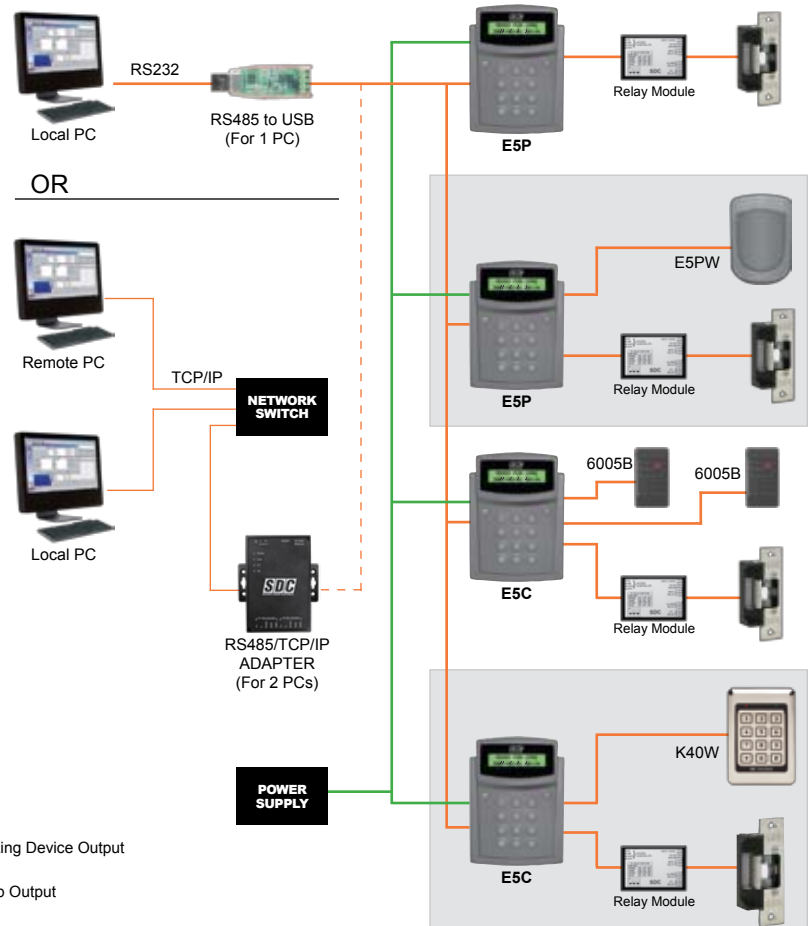 RS232
Local PC
RS485 to USB
(For 1 PC)
E5P
Relay Module
SDC
OR
Remote PC
TCP/IP
NETWORK
SWITCH
Local PC
SDC
RS485/TCP/IP
ADAPTER
(For 2 PCs)
E5PW
E5P
Relay Module
6005B
6005B
E5C
Relay Module
K40W
E5C
Relay Module
POWER
SUPPLY
ing Device Output
Output